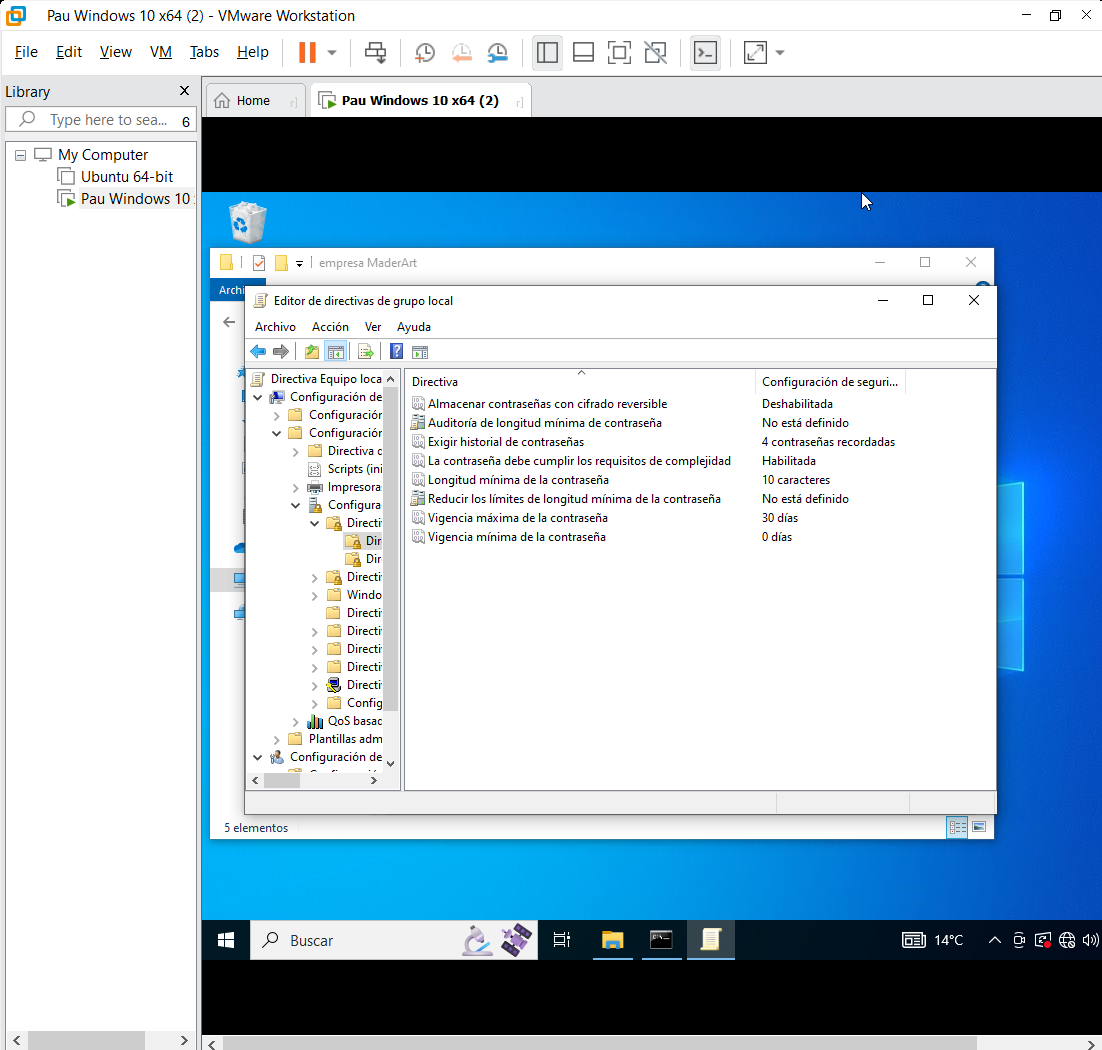 Pau Windows 10 x64 (2) - VMware Workstation
File Edit View VM Tabs Help
Library
Type here to sea... 6
My Computer
Ubuntu 64-bit
Pau Windows 10
Home
Pau Windows 10 x64 (2)
empresa MaderArt
Archi
Editor de directivas de grupo local
Archivo Acción Ver Ayuda
Directiva Equipo loca
Configuración de
Configuración
Configuración
Directiva d
Scripts (ini
Impresoras
Configura
Directi
Dir
Dir
Directi
Windo
Directi
Directi
Directi
Directi
Directi
Config
QoS basad
Plantillas adm
Configuración de
Directiva Configuración de seguri...
Almacenar contraseñas con cifrado reversible Deshabilitada
Auditoría de longitud mínima de contraseña No está definido
Exigir historial de contraseñas 4 contraseñas recordadas
La contraseña debe cumplir los requisitos de complejidad Habilitada
Longitud mínima de la contraseña 10 caracteres
Reducir los límites de longitud mínima de la contraseña No está definido
Vigencia máxima de la contraseña 30 días
Vigencia mínima de la contraseña 0 días
5 elementos
Buscar
14°C